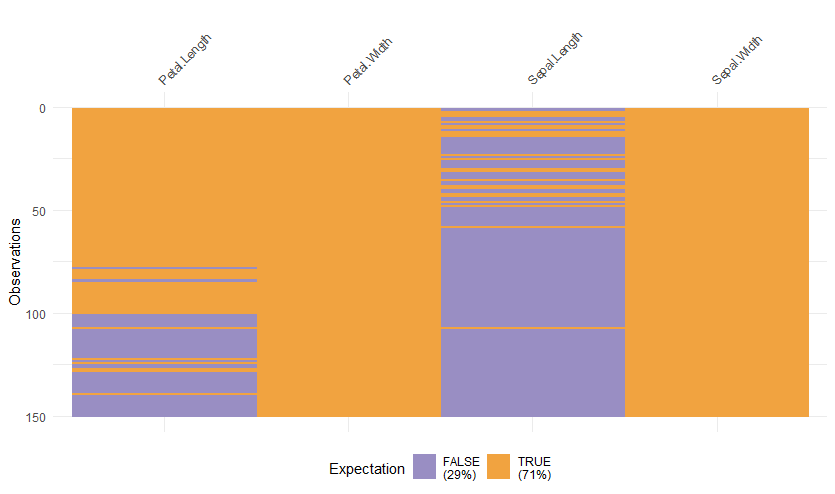 Petal.Length
Petal.Width
Sepal.Length
Sepal.Width
0
50
100
150
Observations
Expectation
FALSE
(29%)
TRUE
(71%)